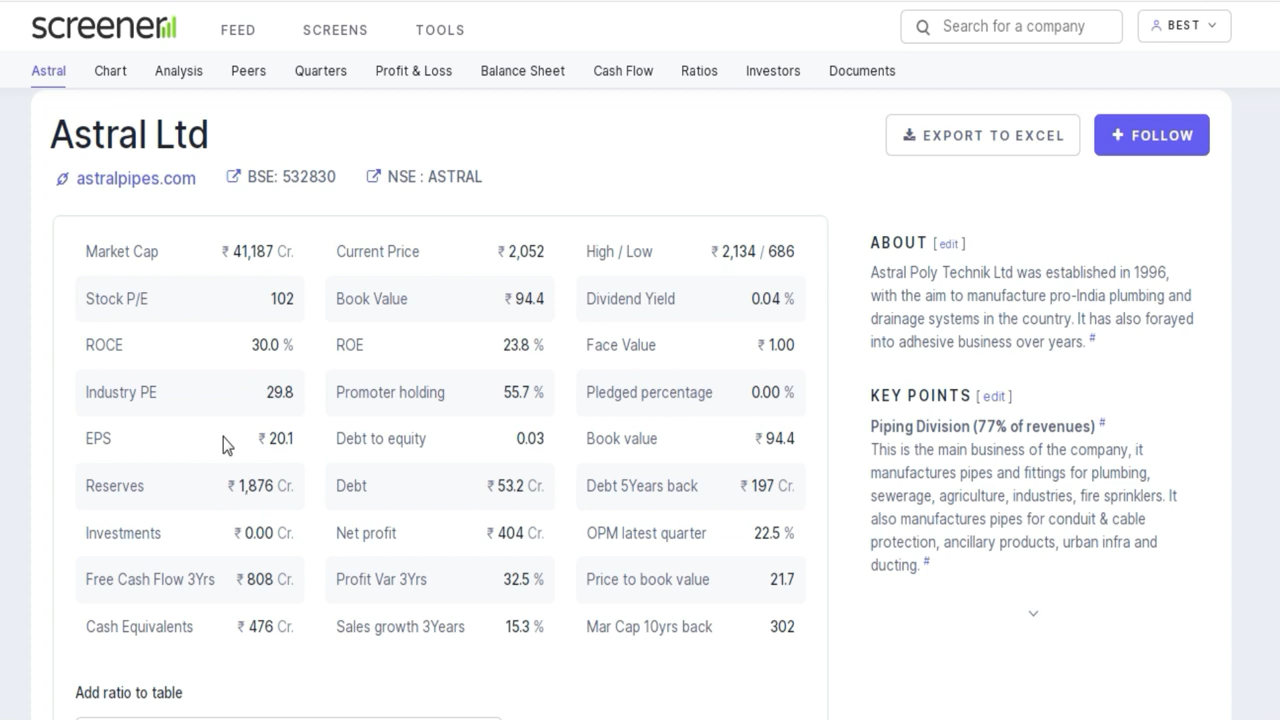 screener FEED SCREENS TOOLS Search for a company BEST
Astral Chart Analysis Peers Quarters Profit & Loss Balance Sheet Cash Flow Ratios Investors Documents
Astral Ltd
EXPORT TO EXCEL + FOLLOW
astralpipes.com BSE: 532830 NSE : ASTRAL
Market Cap ₹ 41,187 Cr. Current Price ₹ 2,052 High / Low ₹ 2,134 / 686
Stock P/E 102 Book Value ₹ 94.4 Dividend Yield 0.04 %
ROCE 30.0 % ROE 23.8 % Face Value ₹ 1.00
Industry PE 29.8 Promoter holding 55.7 % Pledged percentage 0.00 %
EPS ₹ 20.1 Debt to equity 0.03 Book value ₹ 94.4
Reserves ₹ 1,876 Cr. Debt ₹ 53.2 Cr. Debt 5Years back ₹ 197 Cr.
Investments ₹ 0.00 Cr. Net profit ₹ 404 Cr. OPM latest quarter 22.5 %
Free Cash Flow 3Yrs ₹ 808 Cr. Profit Var 3Yrs 32.5 % Price to book value 21.7
Cash Equivalents ₹ 476 Cr. Sales growth 3Years 15.3 % Mar Cap 10yrs back 302
Add ratio to table
ABOUT [ edit ]
Astral Poly Technik Ltd was established in 1996,
with the aim to manufacture pro-India plumbing and
drainage systems in the country. It has also forayed
into adhesive business over years. #
KEY POINTS [ edit ]
Piping Division (77% of revenues) #
This is the main business of the company, it
manufactures pipes and fittings for plumbing,
sewerage, agriculture, industries, fire sprinklers. It
also manufactures pipes for conduit & cable
protection, ancillary products, urban infra and
ducting. #